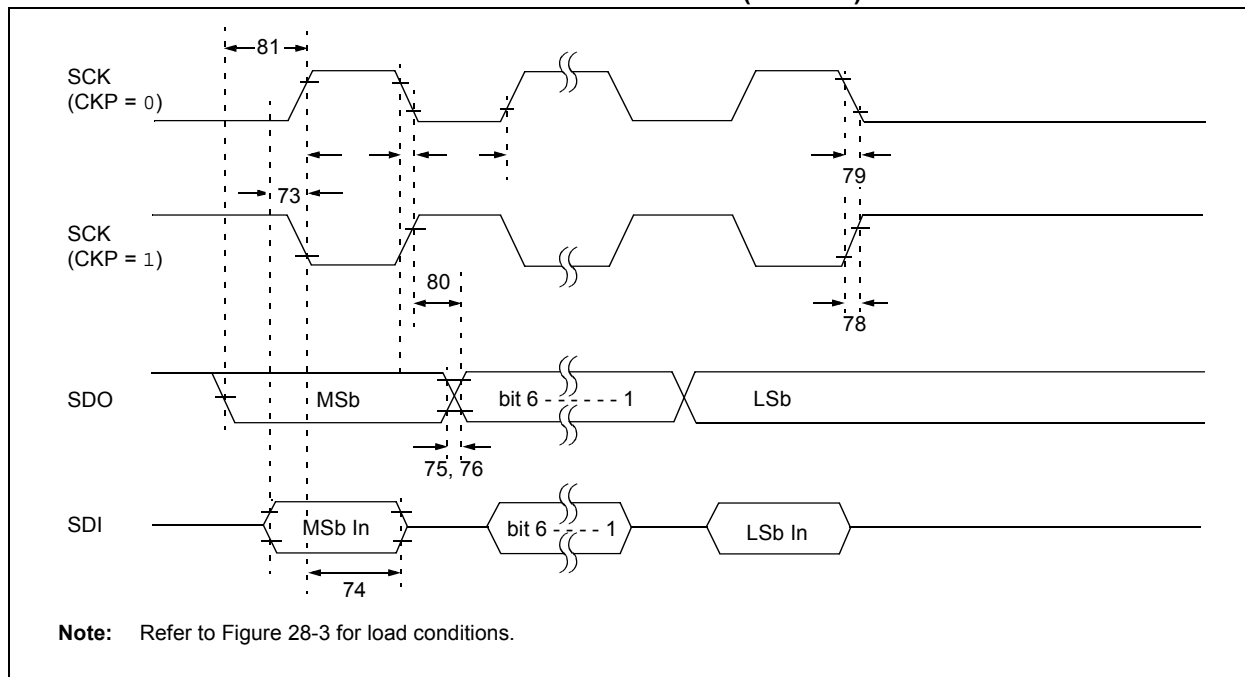 81
SCK
(CKP = 0)
79
73
SCK
(CKP = 1)
80
78
SDO
MSb
bit 6 - - - - - - 1
LSb
75, 76
SDI
MSb In
bit 6 - - - - 1
LSb In
74
Note: Refer to Figure 28-3 for load conditions.